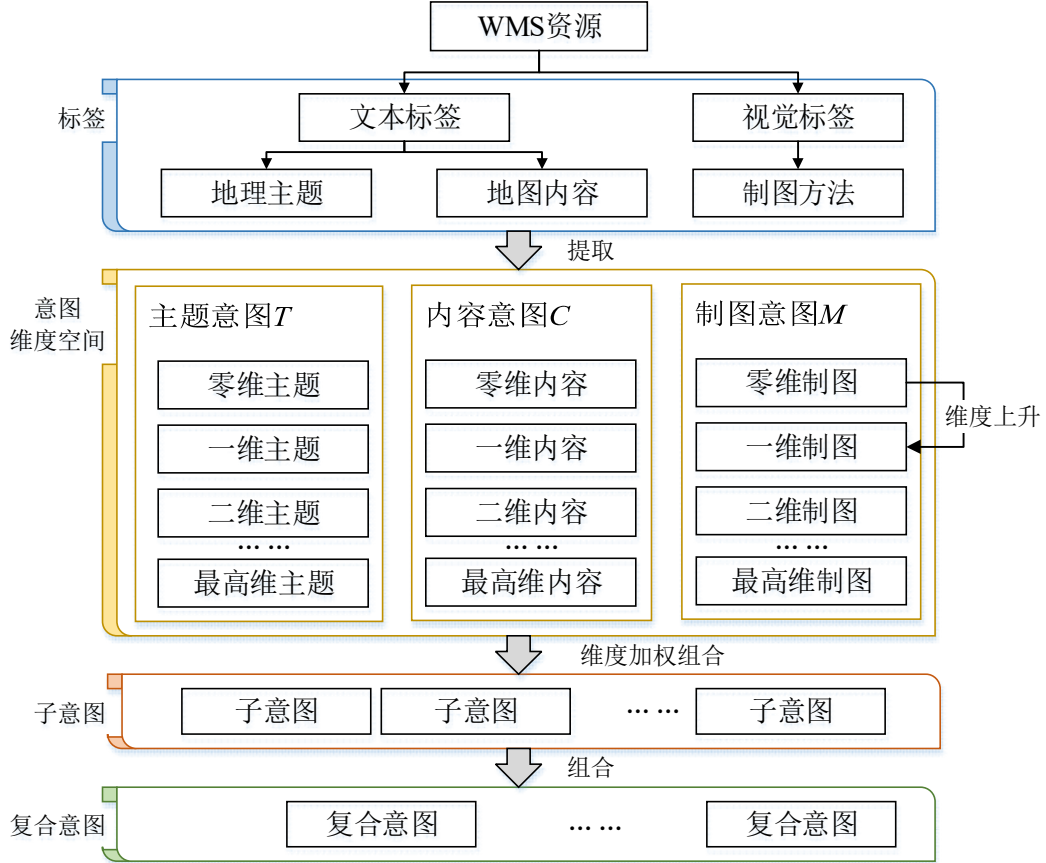 WMS资源
标签
文本标签
视觉标签
地理主题
地图内容
制图方法
提取
意图
维度空间
主题意图T
内容意图C
制图意图M
零维主题
零维内容
零维制图
维度上升
一维主题
一维内容
一维制图
二维主题
二维内容
二维制图
… …
… …
… …
最高维主题
最高维内容
最高维制图
维度加权组合
子意图
子意图
子意图
… …
子意图
组合
复合意图
复合意图
… …
复合意图